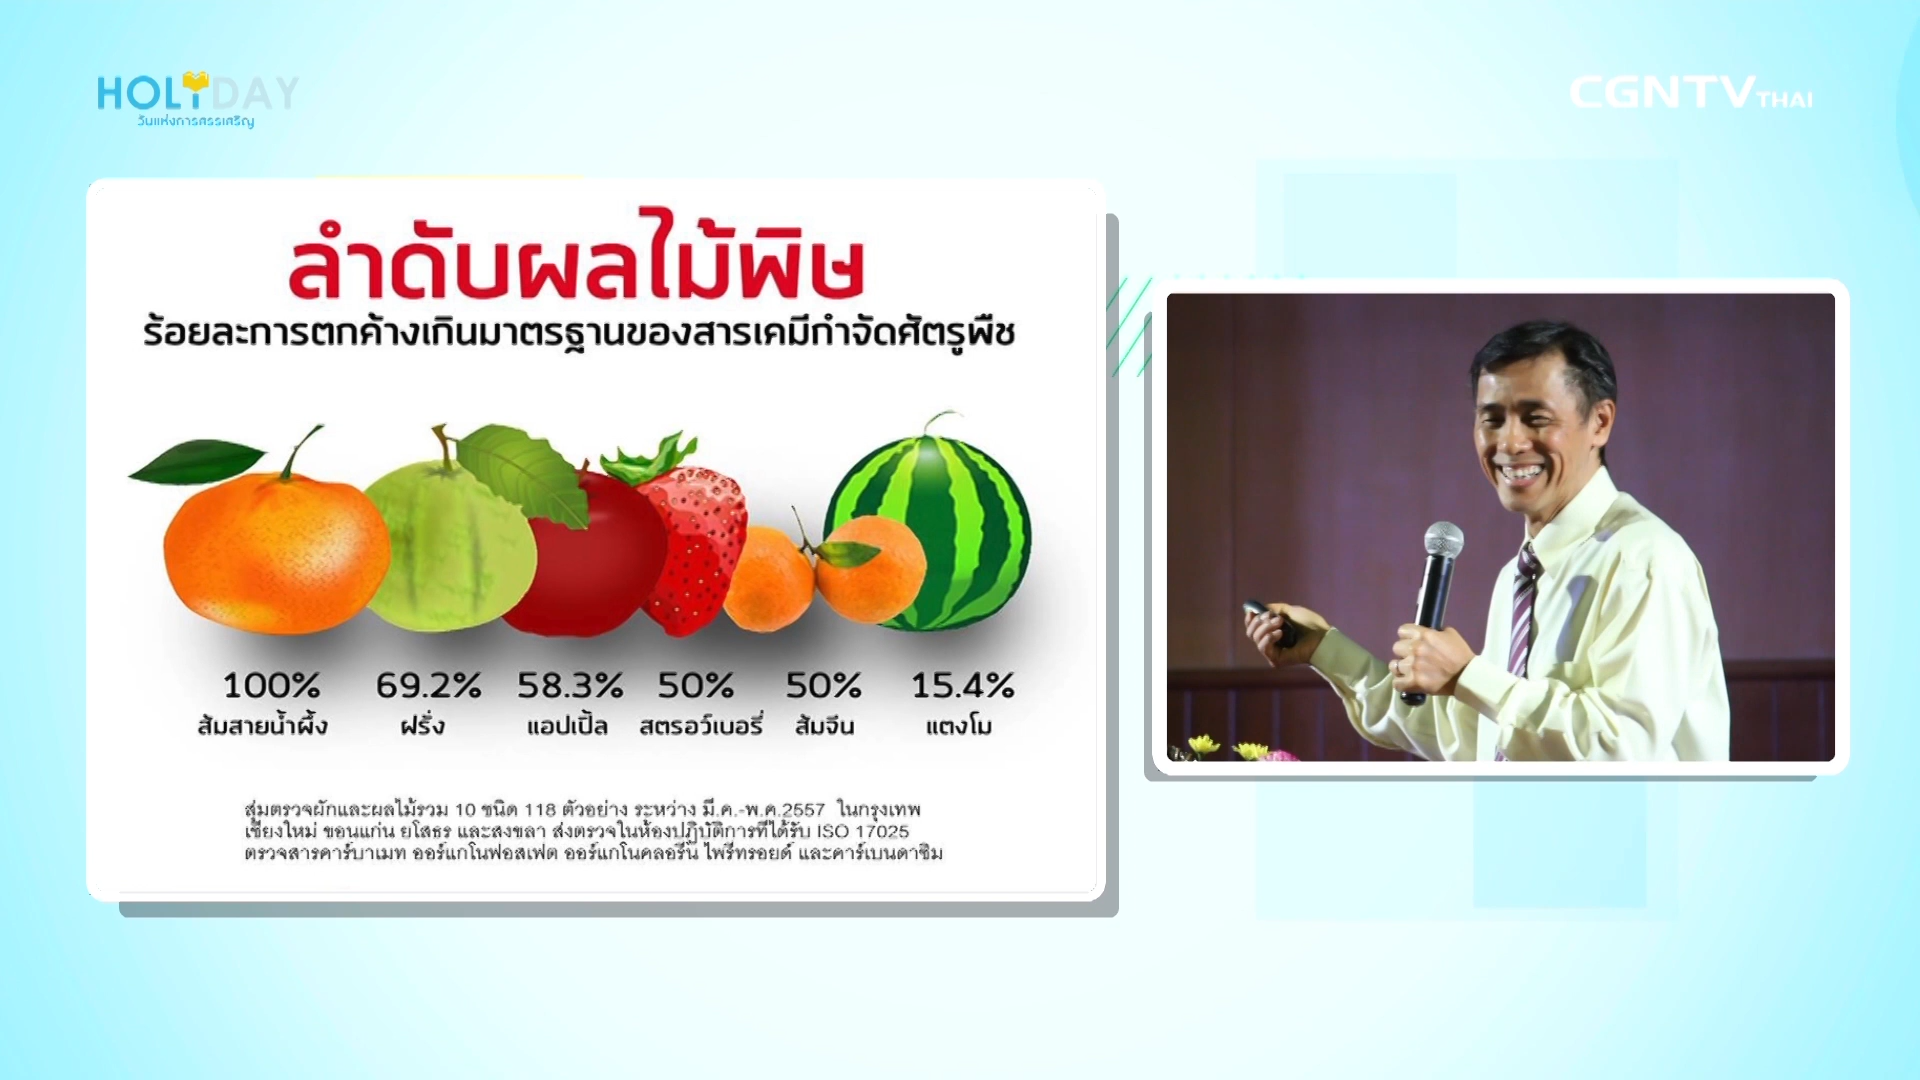 HOLYDAY
วันแห่งการสรรเสริญ
CGNTV THAI
ลำดับผลไม้พิษ
ร้อยละการตกค้างเกินมาตรฐานของสารเคมีกำจัดศัตรูพืช
100% 69.2% 58.3% 50% 50% 15.4%
ส้มสายน้ำผึ้ง ฝรั่ง แอปเปิ้ล สตรอว์เบอรี่ ส้มจีน แตงโม
สุ่มตรวจผักและผลไม้รวม 10 ชนิด 118 ตัวอย่าง ระหว่าง มี.ค.-พ.ค.2557 ในกรุงเทพ
เชียงใหม่ ขอนแก่น ยโสธร และสงขลา ส่งตรวจในห้องปฏิบัติการที่ได้รับ ISO 17025
ตรวจสารคาร์บาเมท ออร์แกโนฟอสเฟต ออร์แกโนคลอรีน ไพรีทรอยด์ และคาร์เบนดาซิม